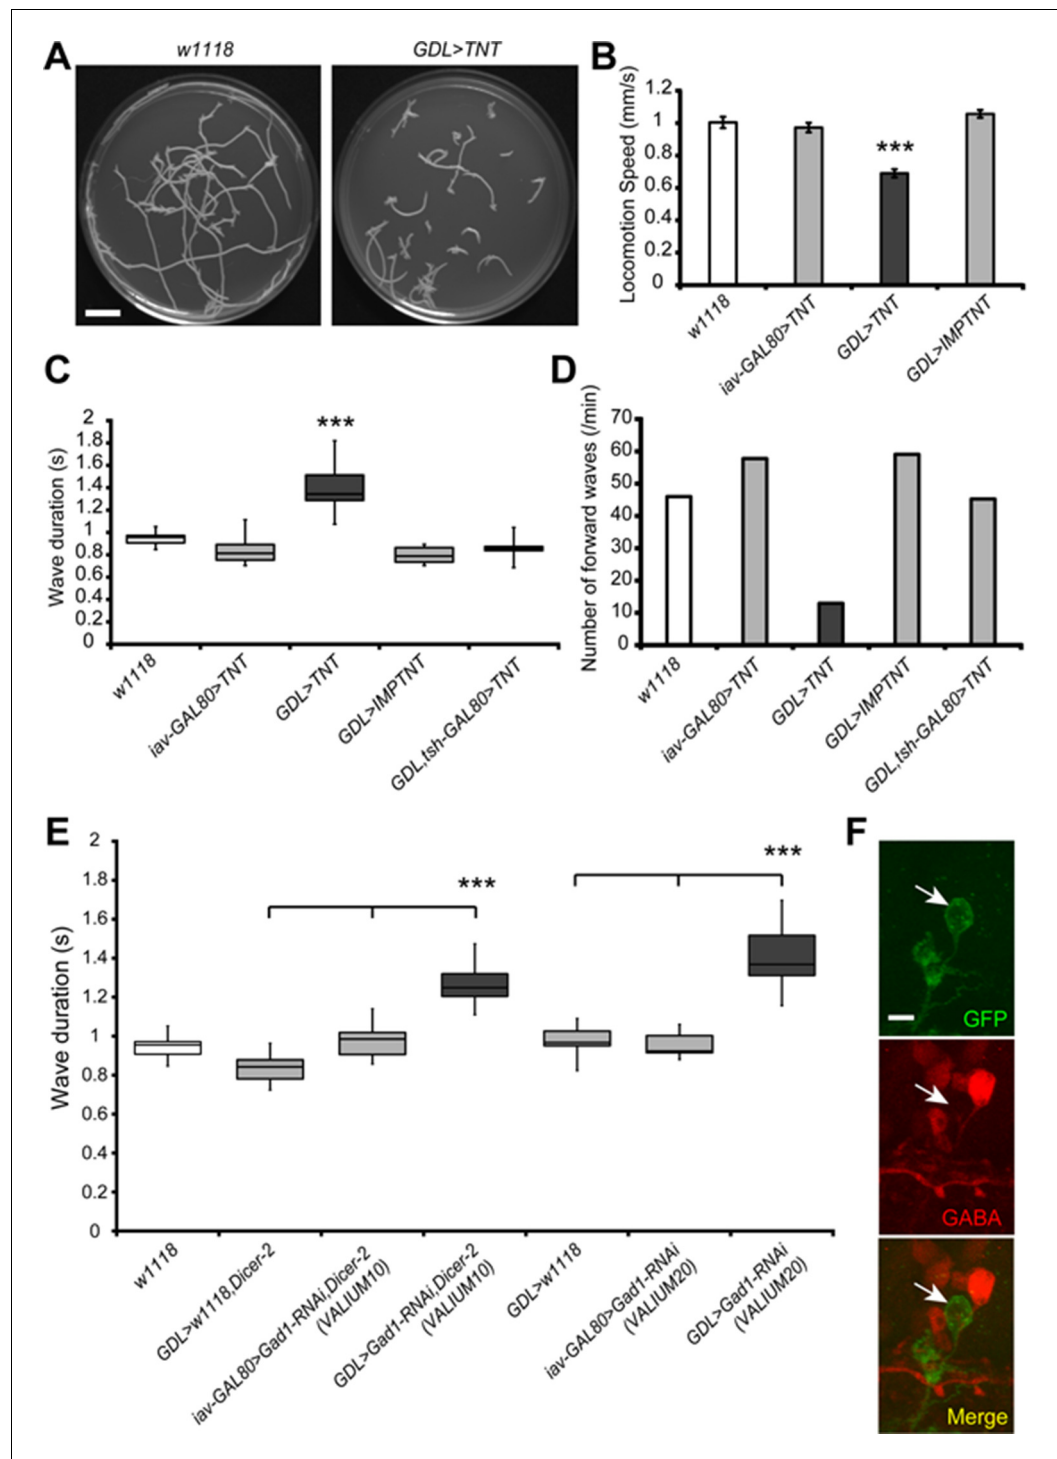 A
w1118
GDL>TNT
B
Locomotion Speed (mm/s)
1.2
1
0.8
0.6
0.4
0.2
0
***
w1118
iav-GAL80>TNT
GDL>TNT
GDL>IMPTNT
C
Wave duration (s)
2
1.8
1.6
1.4
1.2
1
0.8
0.6
0.4
0.2
0
***
w1118
iav-GAL80>TNT
GDL>TNT
GDL>IMPTNT
GDL,tsh-GAL80>TNT
D
Number of forward waves (/min)
70
60
50
40
30
20
10
0
w1118
iav-GAL80>TNT
GDL>TNT
GDL>IMPTNT
GDL,tsh-GAL80>TNT
E
Wave duration (s)
2
1.8
1.6
1.4
1.2
1
0.8
0.6
0.4
0.2
0
***
***
w1118
GDL>w1118,Dicer-2
iav-GAL80>Gad1-RNAi,Dicer-2
(VALIUM10)
GDL>Gad1-RNAi,Dicer-2
(VALIUM10)
GDL>w1118
iav-GAL80>Gad1-RNAi
(VALIUM20)
GDL>Gad1-RNAi
(VALIUM20)
F
GFP
GABA
Merge